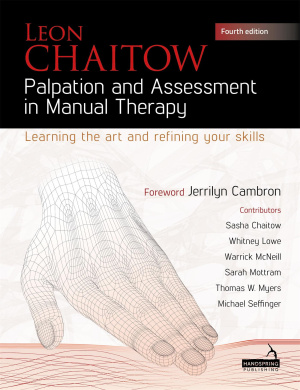 LEON
CHAITOW
Fourth edition
Palpation and Assessment
in Manual Therapy
Learning the art and refining your skills
Foreword Jerrilyn Cambron
Contributors
Sasha Chaitow
Whitney Lowe
Warrick McNeill
Sarah Mottram
Thomas W. Myers
Michael Seffinger
HANDSPRING
PUBLISHING